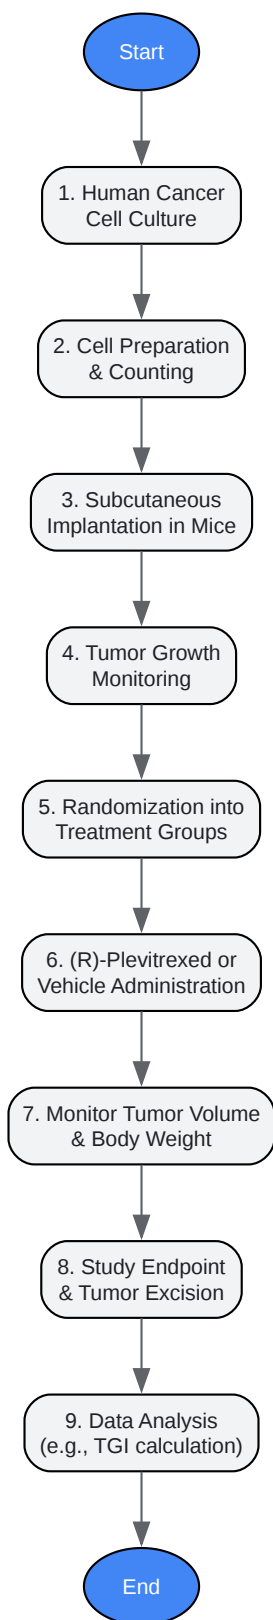 Start
1. Human Cancer
Cell Culture
2. Cell Preparation
& Counting
3. Subcutaneous
Implantation in Mice
4. Tumor Growth
Monitoring
5. Randomization into
Treatment Groups
6. (R)-Plevitrexed or
Vehicle Administration
7. Monitor Tumor Volume
& Body Weight
8. Study Endpoint
& Tumor Excision
9. Data Analysis
(e.g., TGI calculation)
End